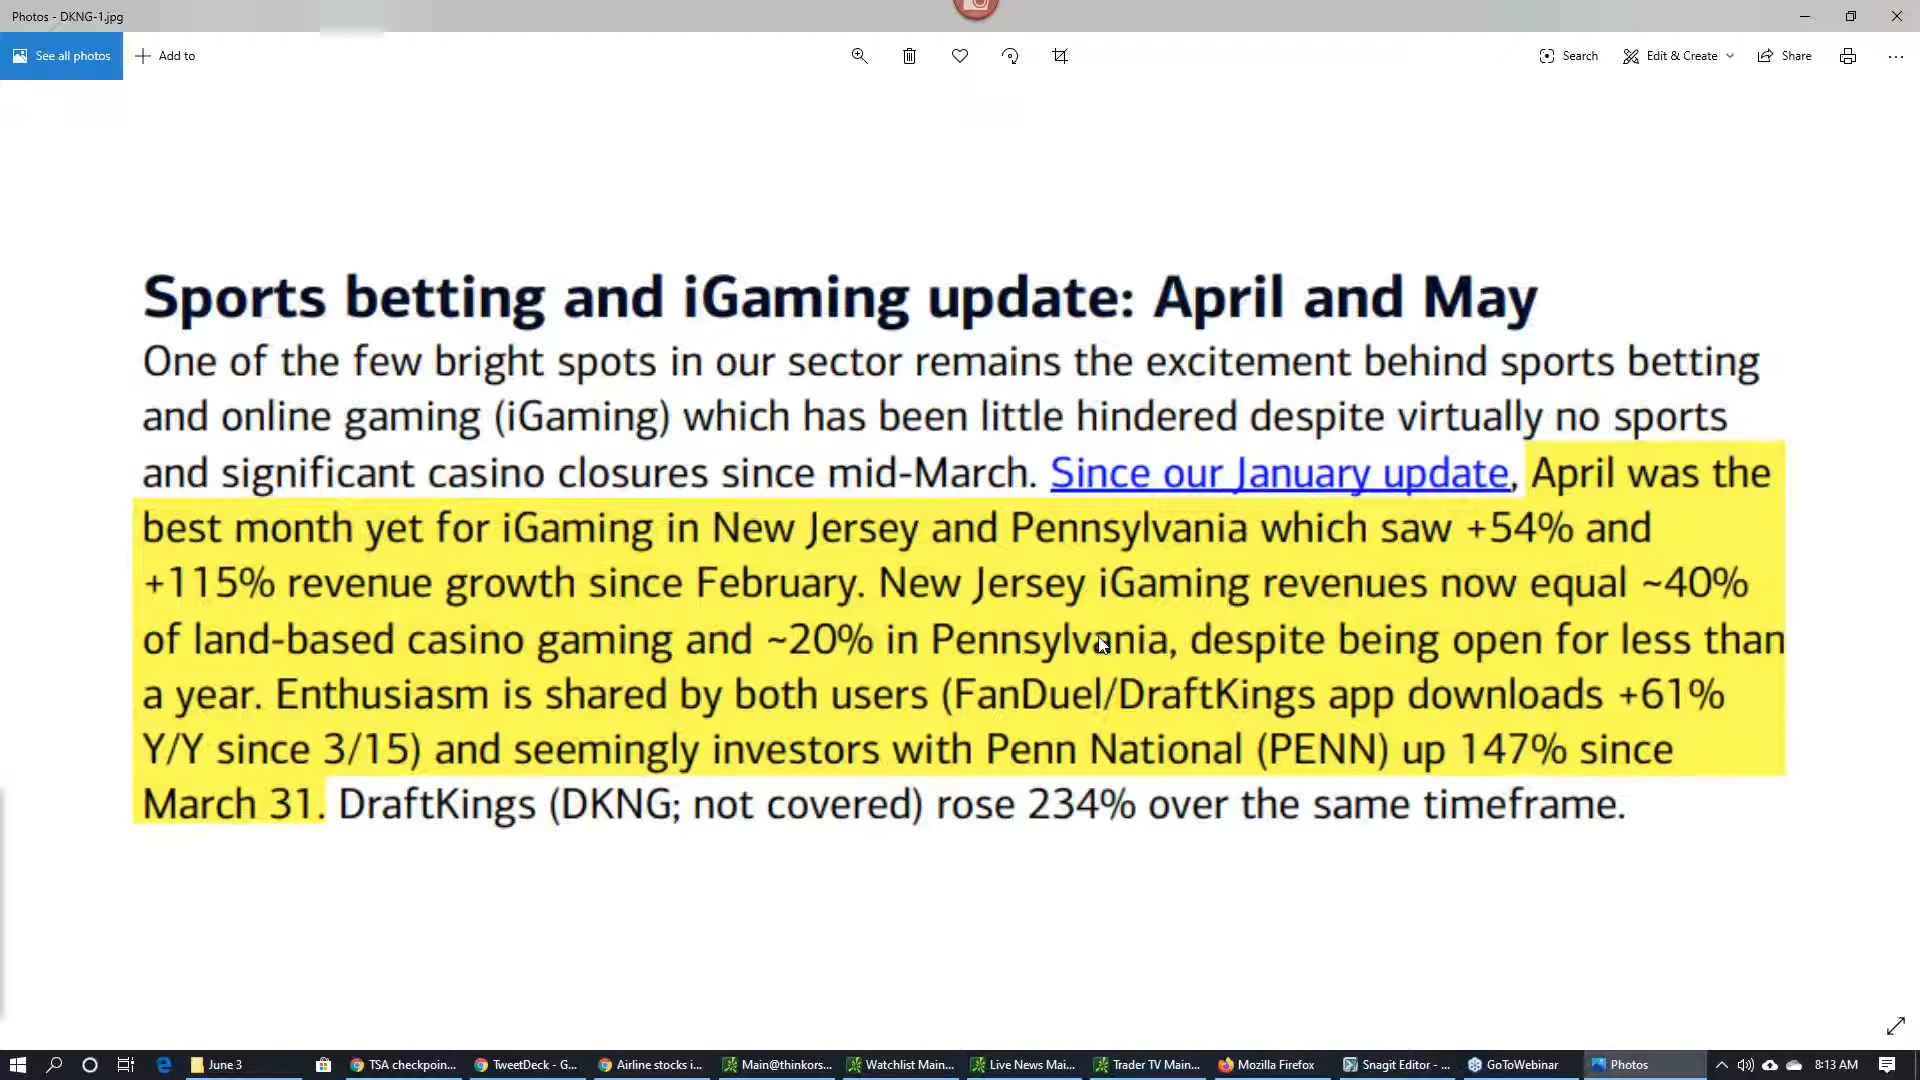 Photos - DKNG-1.jpg
See all photos
Add to
Search
Edit & Create
Share
Sports betting and iGaming update: April and May
One of the few bright spots in our sector remains the excitement behind sports betting
and online gaming (iGaming) which has been little hindered despite virtually no sports
and significant casino closures since mid-March. Since our January update, April was the
best month yet for iGaming in New Jersey and Pennsylvania which saw +54% and
+115% revenue growth since February. New Jersey iGaming revenues now equal ~40%
of land-based casino gaming and ~20% in Pennsylvania, despite being open for less than
a year. Enthusiasm is shared by both users (FanDuel/DraftKings app downloads +61%
Y/Y since 3/15) and seemingly investors with Penn National (PENN) up 147% since
March 31. DraftKings (DKNG; not covered) rose 234% over the same timeframe.
June 3
TSA checkpoin...
TweetDeck - G...
Airline stocks i...
Main@thinkors...
Watchlist Main...
Live News Mai...
Trader TV Main...
Mozilla Firefox
Snagit Editor - ...
GoToWebinar
Photos
8:13 AM